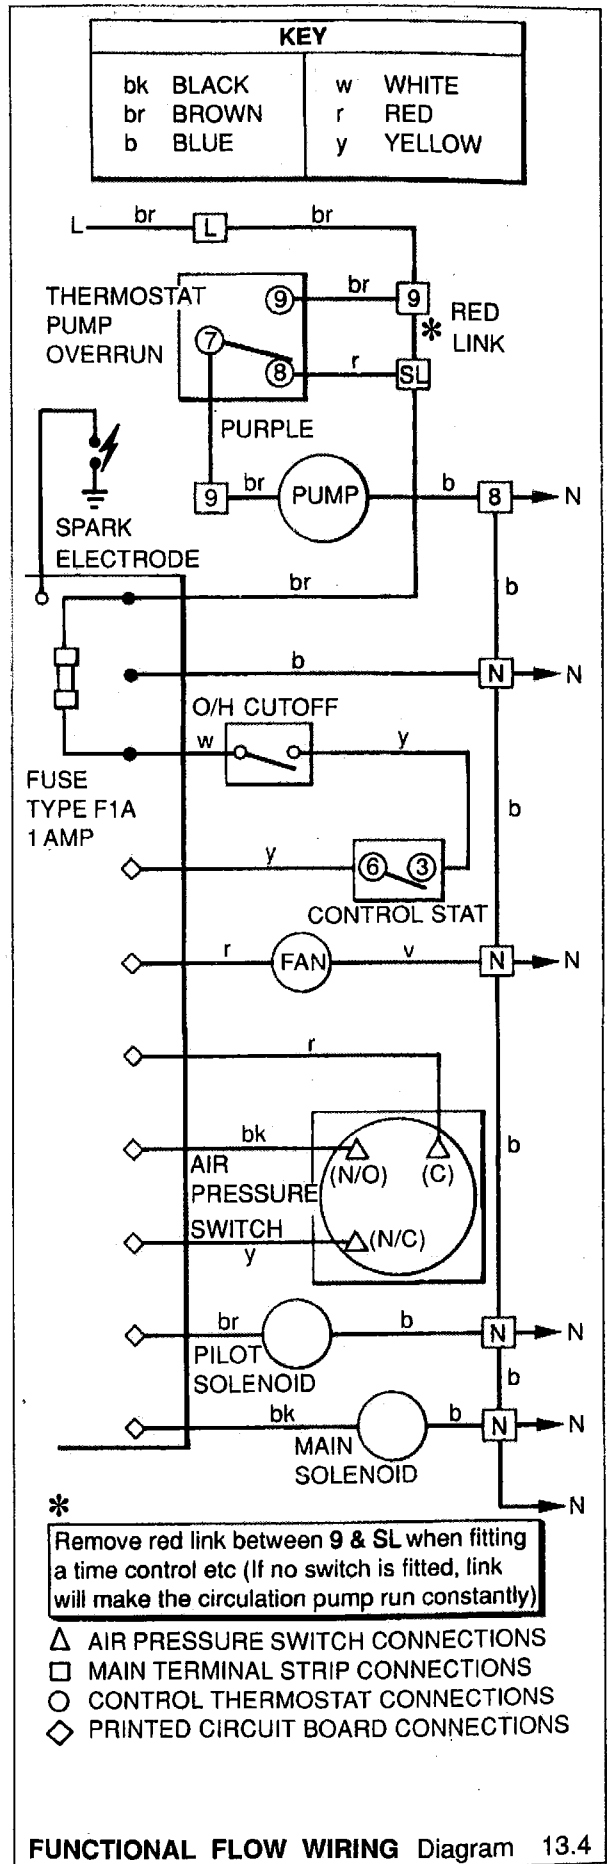 KEY
bk BLACK w WHITE
br BROWN r RED
b BLUE y YELLOW
L br L br
THERMOSTAT PUMP OVERRUN
9 br 9
* RED LINK
7
8 r SL
PURPLE
9 br PUMP b 8 N
SPARK ELECTRODE
br b
b N N
O/H CUTOFF
w y
FUSE TYPE F1A 1 AMP
b
y 6 3
CONTROL STAT
r FAN v N N
r
bk (N/O) (C) b
AIR PRESSURE SWITCH
(N/C)
y
br b N N
PILOT SOLENOID
b
bk b N N
MAIN SOLENOID
N
*
Remove red link between 9 & SL when fitting
a time control etc (If no switch is fitted, link
will make the circulation pump run constantly)
AIR PRESSURE SWITCH CONNECTIONS
MAIN TERMINAL STRIP CONNECTIONS
CONTROL THERMOSTAT CONNECTIONS
PRINTED CIRCUIT BOARD CONNECTIONS
FUNCTIONAL FLOW WIRING Diagram 13.4